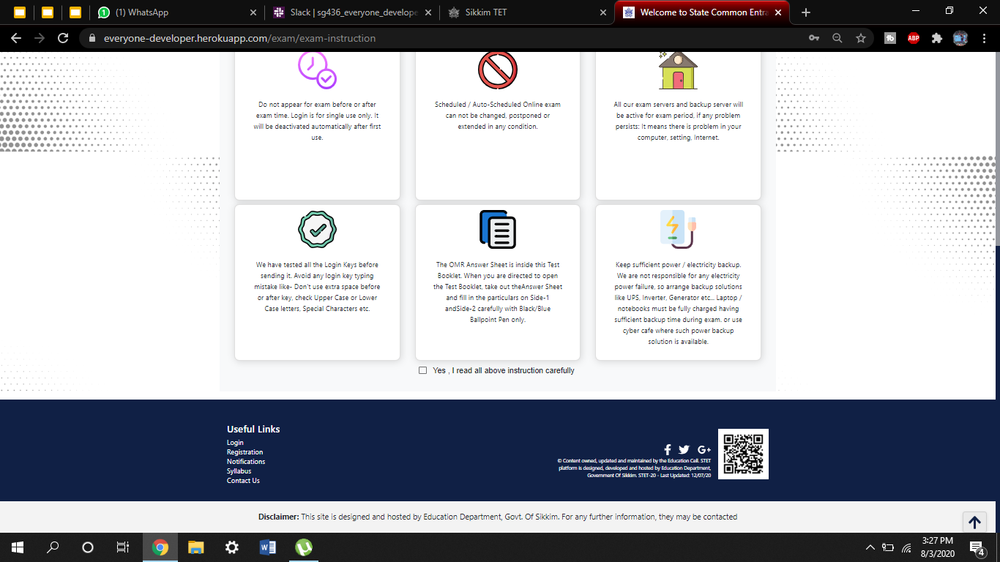 (1) WhatsApp
Slack | sg436_everyone_develope
Sikkim TET
Welcome to State Common Entra
everyone-developer.herokuapp.com/exam/exam-instruction
ABP
Do not appear for exam before or after
exam time. Login is for single use only. It
will be deactivated automatically after first
use.
Scheduled / Auto-Scheduled Online exam
can not be changed, postponed or
extended in any condition.
All our exam servers and backup server will
be active for exam period, if any problem
persists: It means there is problem in your
computer, setting, Internet.
We have tested all the Login Keys before
sending it. Avoid any login key typing
mistake like- Don't use extra space before
or after key, check Upper Case or Lower
Case letters, Special Characters etc.
The OMR Answer Sheet is inside this Test
Booklet. When you are directed to open
the Test Booklet, take out theAnswer Sheet
and fill in the particulars on Side-1
andSide-2 carefully with Black/Blue
Ballpoint Pen only.
Keep sufficient power / electricity backup.
We are not responsible for any electricity
power failure, so arrange backup solutions
like UPS, Inverter, Generator etc... Laptop /
notebooks must be fully charged having
sufficient backup time during exam. or use
cyber cafe where such power backup
solution is available.
Yes , I read all above instruction carefully
Useful Links
Login
Registration
Notifications
Syllabus
Contact Us
© Content owned, updated and maintained by the Education Cell. STET
platform is designed, developed and hosted by Education Department,
Government Of Sikkim. STET-20 - Last Updated: 12/07/20
Disclaimer: This site is designed and hosted by Education Department, Govt. Of Sikkim. For any further information, they may be contacted
3:27 PM
8/3/2020
4